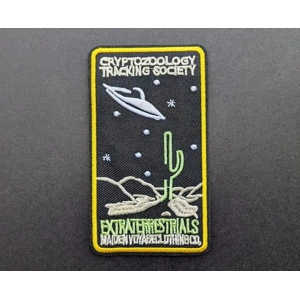 CRYPTOZOOLOGY
TRACKING SOCIETY
EXTRATERRESTRIALS
MAIDEN VOYAGE CLOTHING CO.